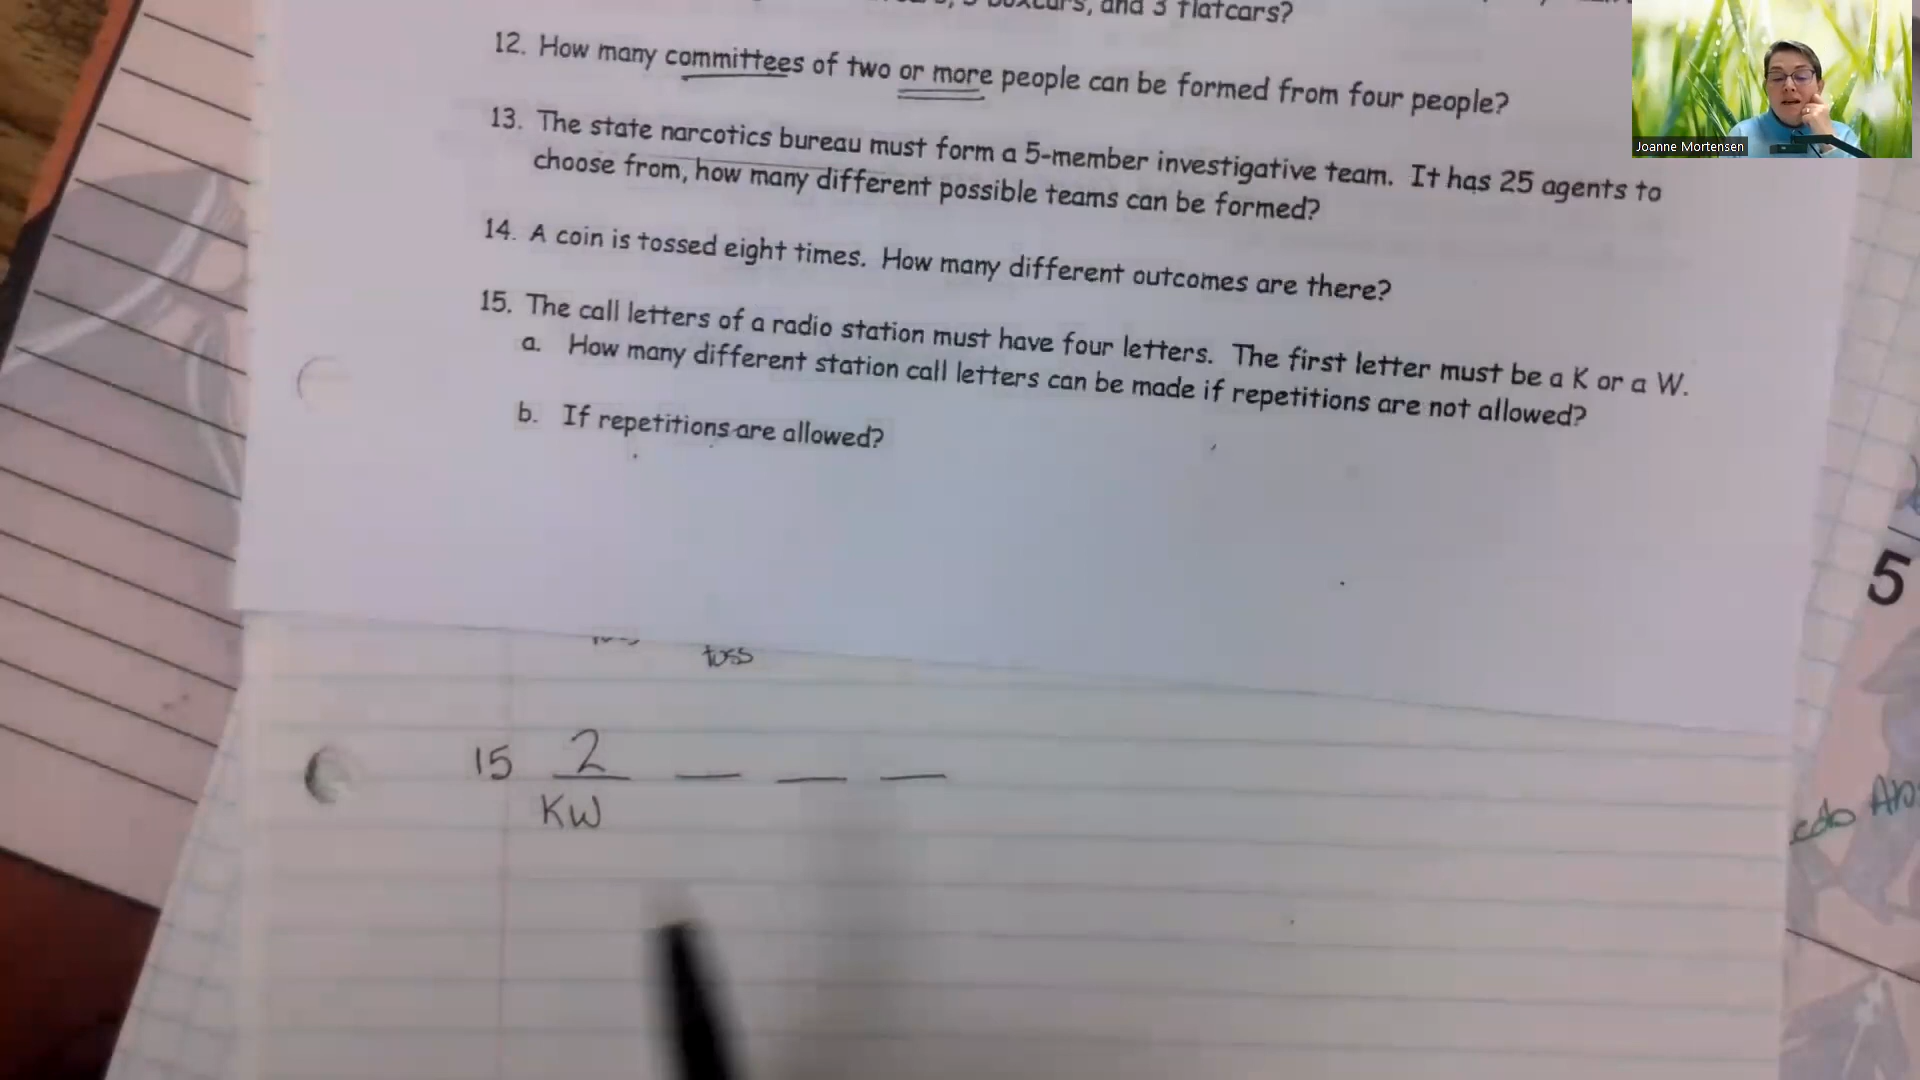 and 3 flatcars?
12. How many committees of two or more people can be formed from four people?
13. The state narcotics bureau must form a 5-member investigative team. It has 25 agents to
choose from, how many different possible teams can be formed?
14. A coin is tossed eight times. How many different outcomes are there?
15. The call letters of a radio station must have four letters. The first letter must be a K or a W.
a. How many different station call letters can be made if repetitions are not allowed?
b. If repetitions are allowed?
toss
15 2
KW
5
Joanne Mortensen